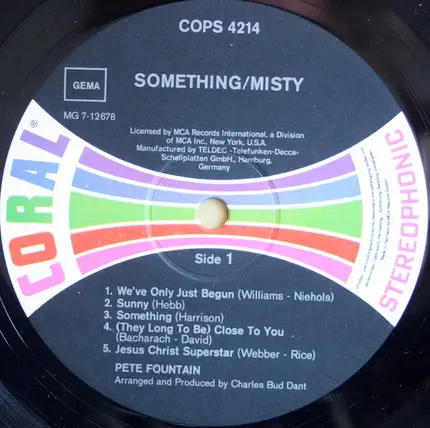 COPS 4214
SOMETHING/MISTY
GEMA
MG 7-12678
Licensed by MCA Records International, a Division
of MCA Inc., New York, U.S.A.
Manufactured by TELDEC -Telefunken-Decca-
Schallplatten GmbH., Hamburg,
Germany
CORAL®
STEREOPHONIC
Side 1
1. We've Only Just Begun (Williams - Niehols)
2. Sunny (Hebb)
3. Something (Harrison)
4. (They Long To Be) Close To You
(Bacharach - David)
5. Jesus Christ Superstar (Webber - Rice)
PETE FOUNTAIN
Arranged and Produced by Charles Bud Dant